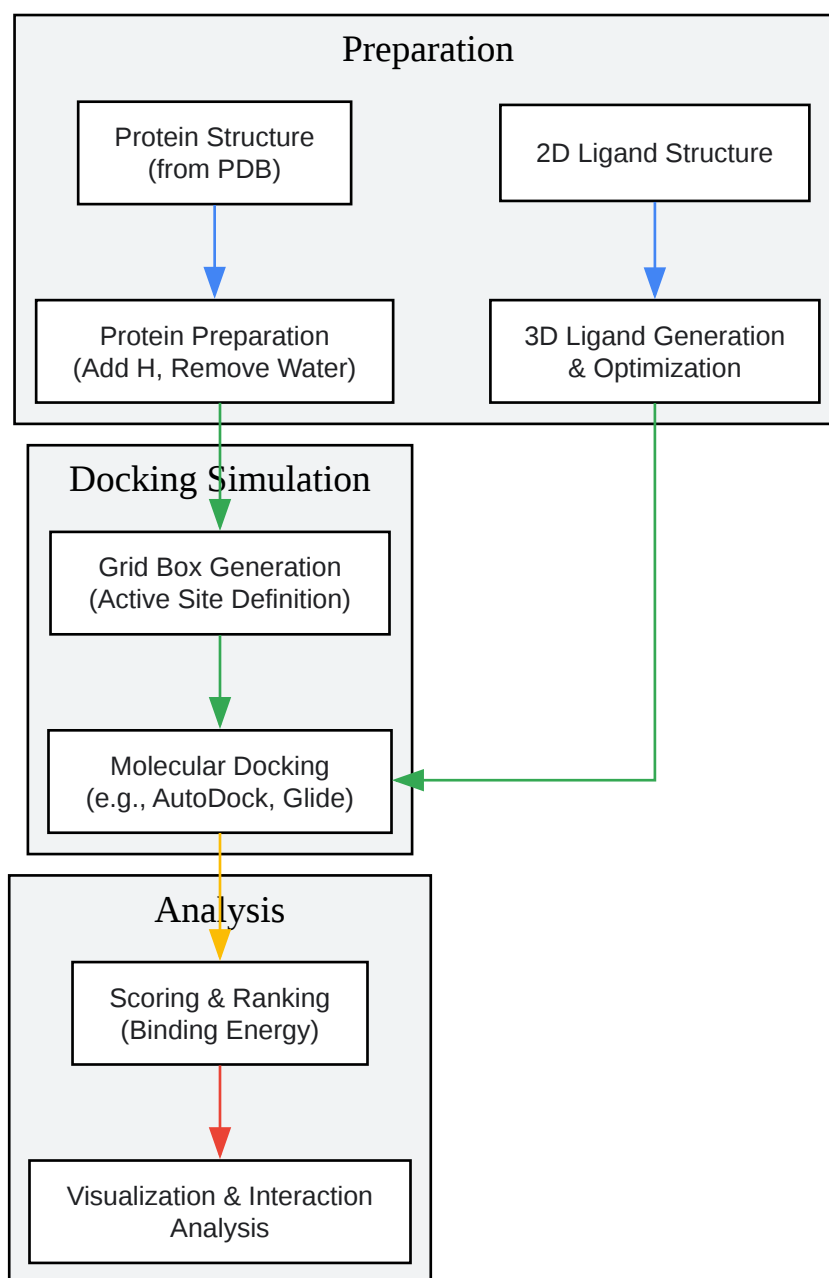 Preparation
Protein Structure
(from PDB)
2D Ligand Structure
Protein Preparation
(Add H, Remove Water)
3D Ligand Generation
& Optimization
Docking Simulation
Grid Box Generation
(Active Site Definition)
Molecular Docking
(e.g., AutoDock, Glide)
Analysis
Scoring & Ranking
(Binding Energy)
Visualization & Interaction
Analysis